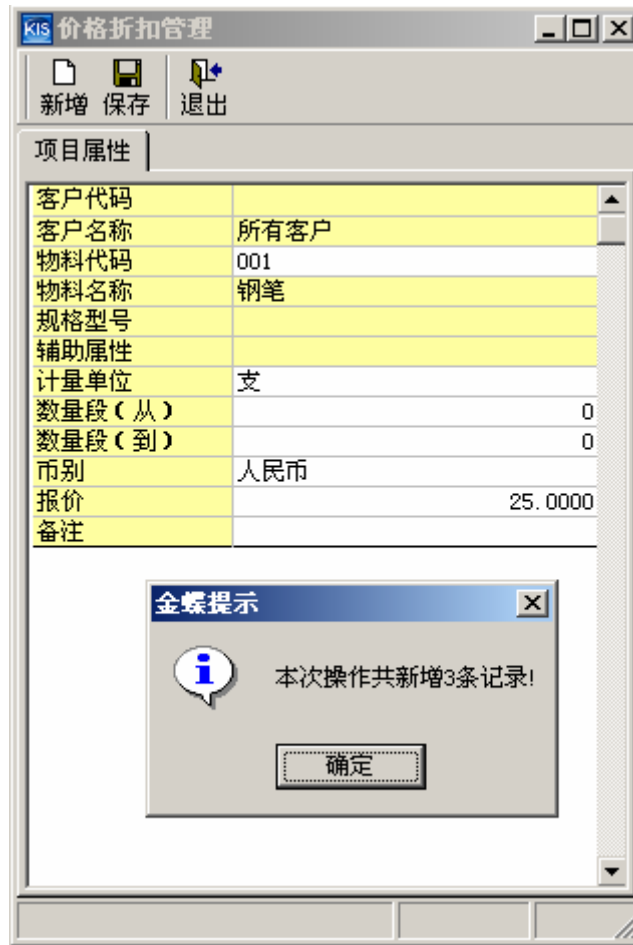 KIS 价格折扣管理
新增 保存 退出
项目属性
客户代码
客户名称 所有客户
物料代码 001
物料名称 钢笔
规格型号
辅助属性
计量单位 支
数量段(从) 0
数量段(到) 0
币别 人民币
报价 25.0000
备注
金蝶提示
本次操作共新增3条记录!
确定